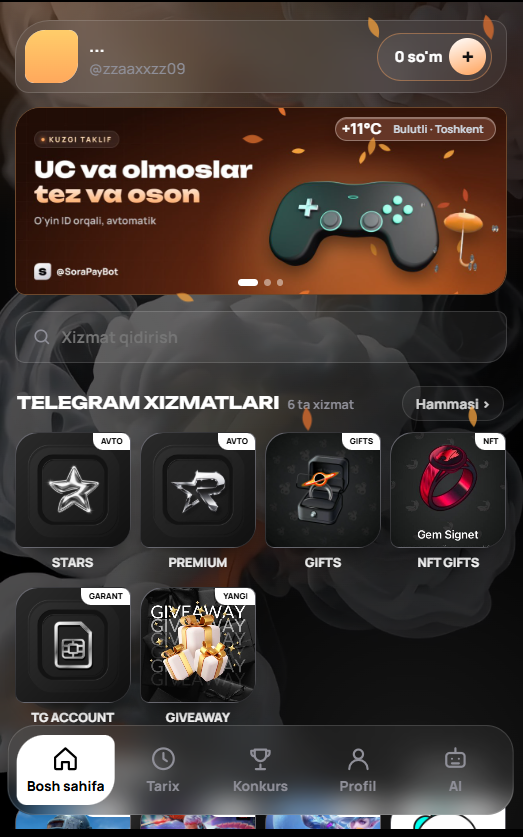 ...
@zzaaxxzz09
0 so'm
+
KUZGI TAKLIF
+11°C Bulutli · Toshkent
UC va olmoslar
tez va oson
O'yin ID orqali, avtomatik
S @SoraPayBot
Xizmat qidirish
TELEGRAM XIZMATLARI 6 ta xizmat
Hammasi ›
AVTO
AVTO
GIFTS
NFT
Gem Signet
STARS
PREMIUM
GIFTS
NFT GIFTS
GARANT
YANGI
GIVEAWAY
GIVEAWAY
GIVEAWAY
TG ACCOUNT
GIVEAWAY
Bosh sahifa
Tarix
Konkurs
Profil
AI